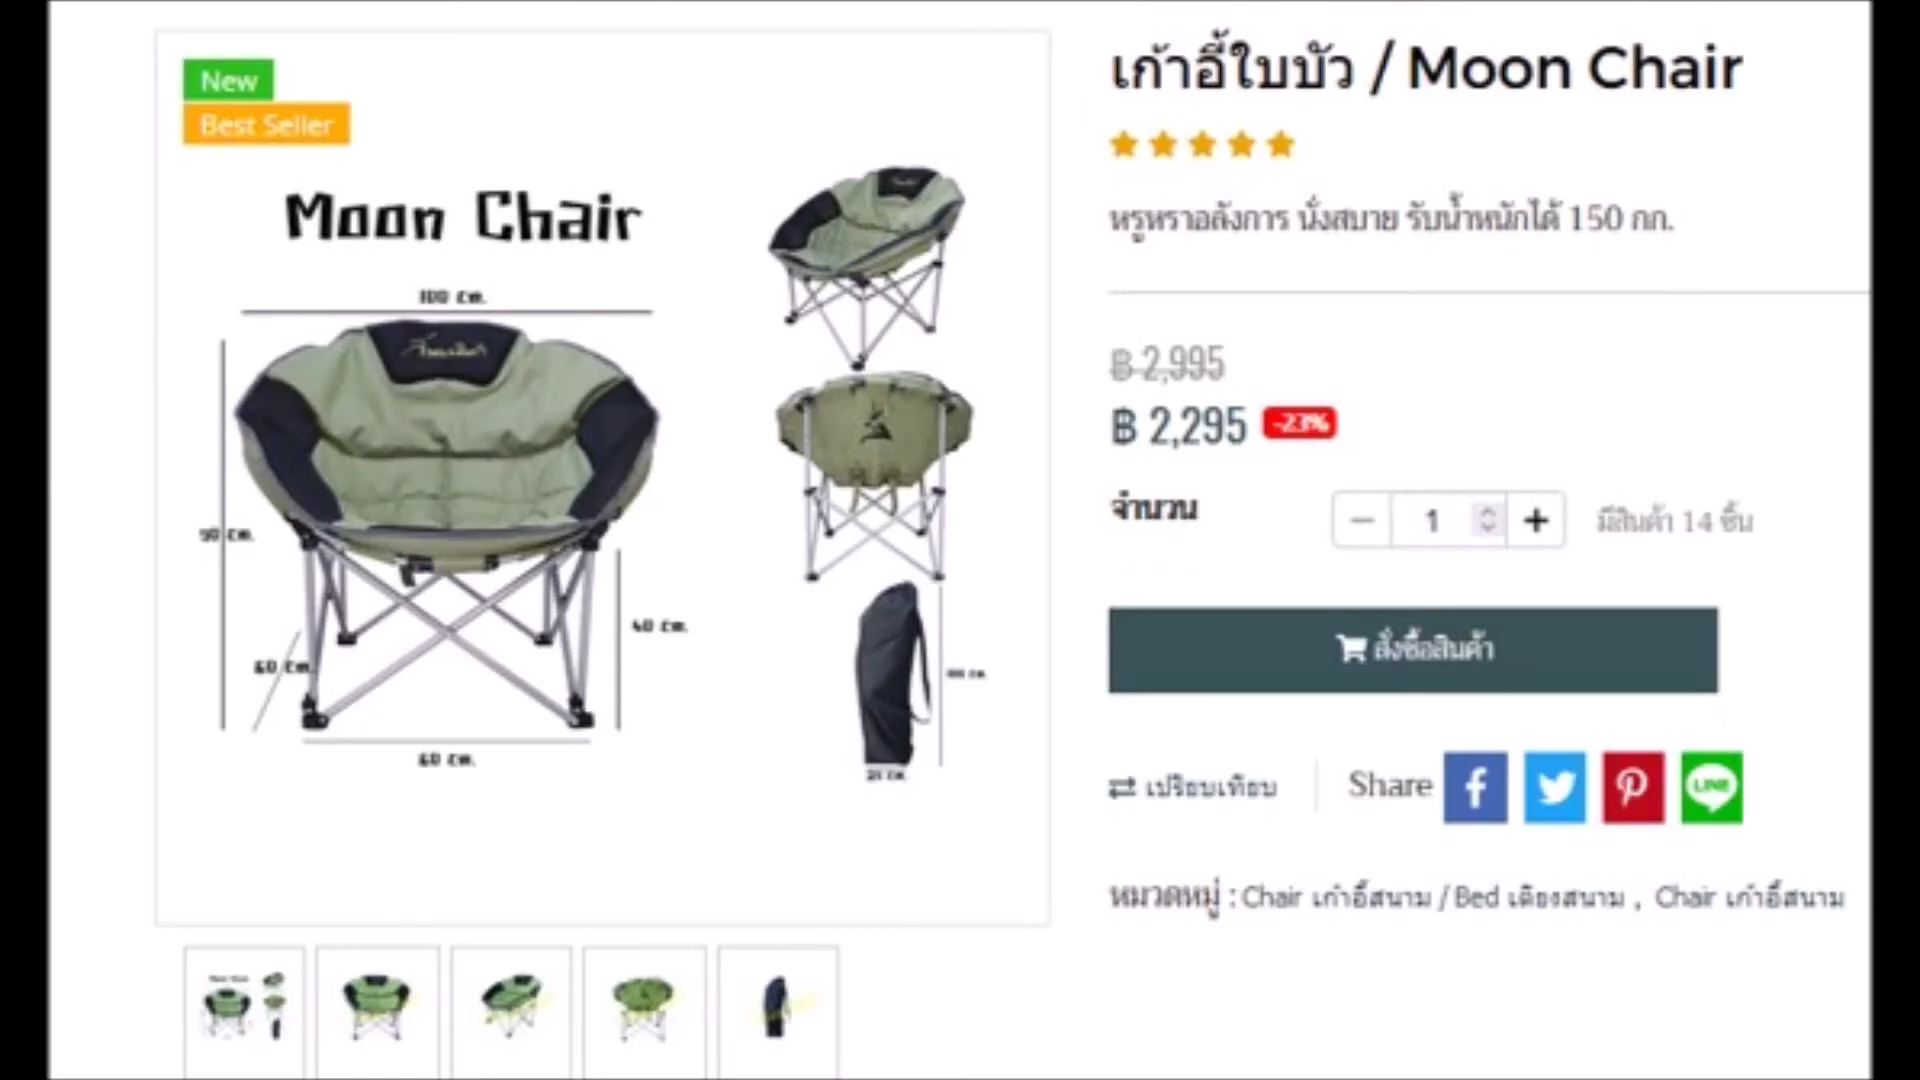 New
Best Seller
Moon Chair
100 cm.
90 cm.
40 cm.
60 cm.
60 cm.
เก้าอี้ใบบัว / Moon Chair
หรูหราอลังการ นั่งสบาย รับน้ำหนักได้ 150 กก.
฿ 2,995
฿ 2,295 -23%
จำนวน
1
มีสินค้า 14 ชิ้น
สั่งซื้อสินค้า
เปรียบเทียบ
Share
LINE
หมวดหมู่ : Chair เก้าอี้สนาม / Bed เตียงสนาม , Chair เก้าอี้สนาม